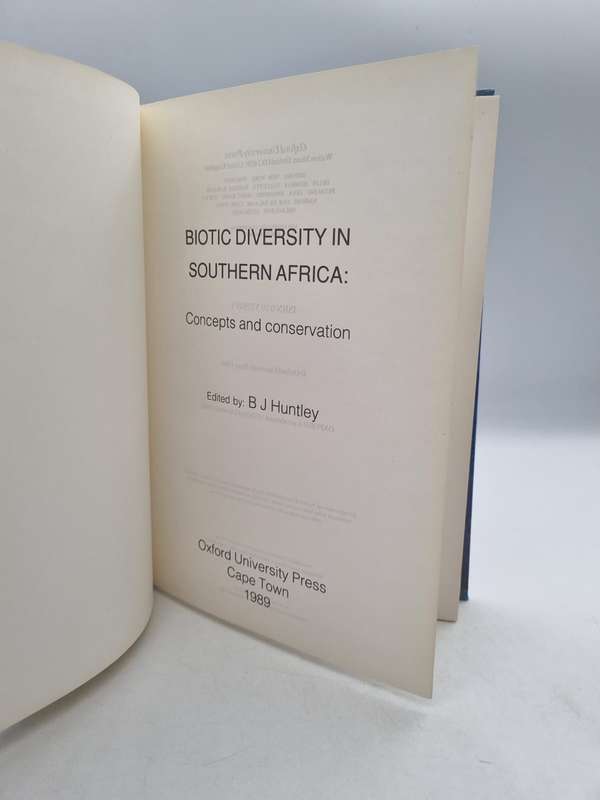 BIOTIC DIVERSITY IN
SOUTHERN AFRICA:
Concepts and conservation
Edited by: B J Huntley
Oxford University Press
Cape Town
1989